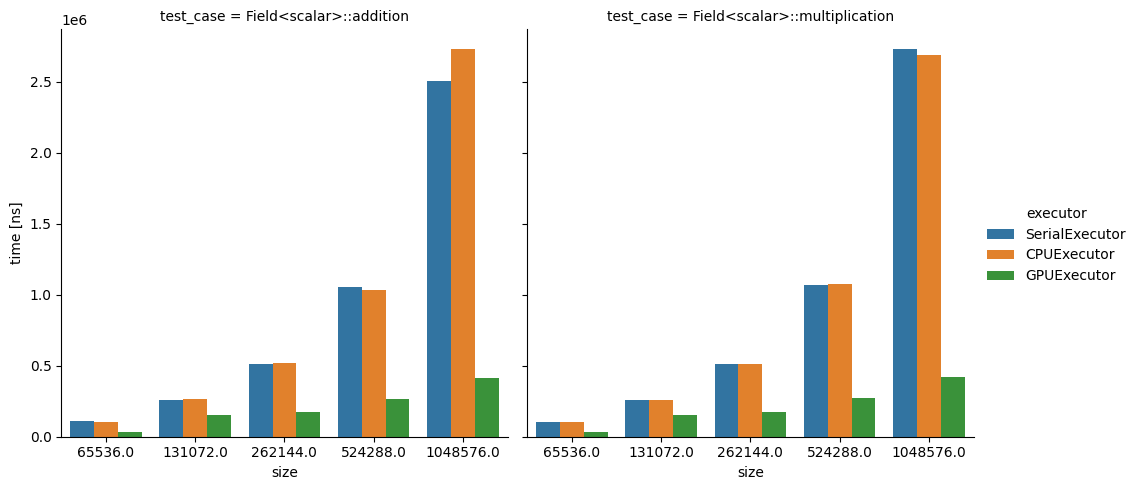 test_case = Field<scalar>::addition
test_case = Field<scalar>::multiplication
1e6
2.5
2.0
1.5
1.0
0.5
0.0
time [ns]
65536.0 131072.0 262144.0 524288.0 1048576.0
size
65536.0 131072.0 262144.0 524288.0 1048576.0
size
executor
SerialExecutor
CPUExecutor
GPUExecutor